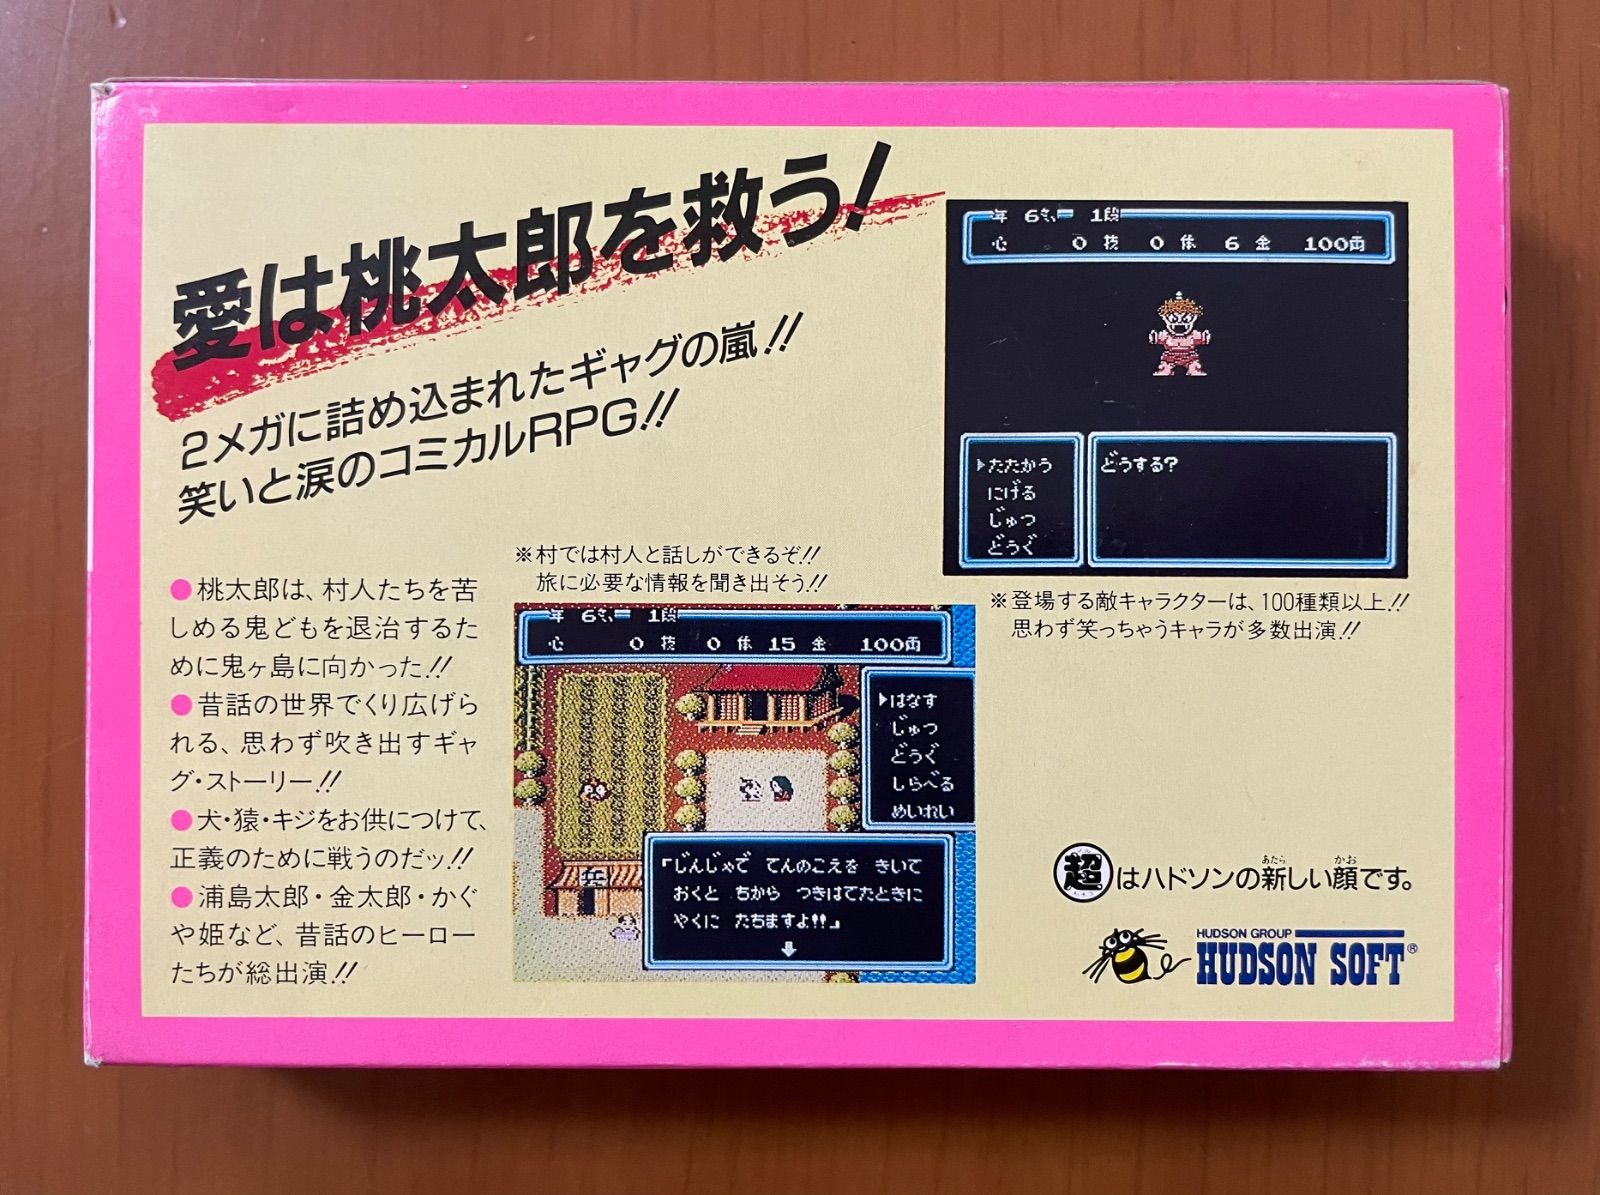 愛は桃太郎を救う!
2メガに詰め込まれたギャグの嵐!!
笑いと涙のコミカルRPG!!
●桃太郎は、村人たちを苦
しめる鬼どもを退治するた
めに鬼ヶ島に向かった!!
●昔話の世界でくり広げら
れる、思わず吹き出すギャ
グ・ストーリー!!
●犬・猿・キジをお供につけて、
正義のために戦うのだッ!!
●浦島太郎・金太郎・かぐ
や姫など、昔話のヒーロー
たちが総出演!!
※村では村人と話しができるぞ!!
旅に必要な情報を聞き出そう!!
年 6 1段
心 0 技 0 体 15 金 100両
▶はなす
じゅつ
どうぐ
しらべる
めいれい
兵
「じんじゃで てんのこえを きいて
おくと ちから つきはてたときに
やくに たちますよ!!」
年 6 1段
心 0 技 0 体 6 金 100両
▶たたかう
にげる
じゅつ
どうぐ
どうする?
※登場する敵キャラクターは、100種類以上!!
思わず笑っちゃうキャラが多数出演!!
超はハドソンの新しい顔です。
あたら かお
HUDSON GROUP
HUDSON SOFT®